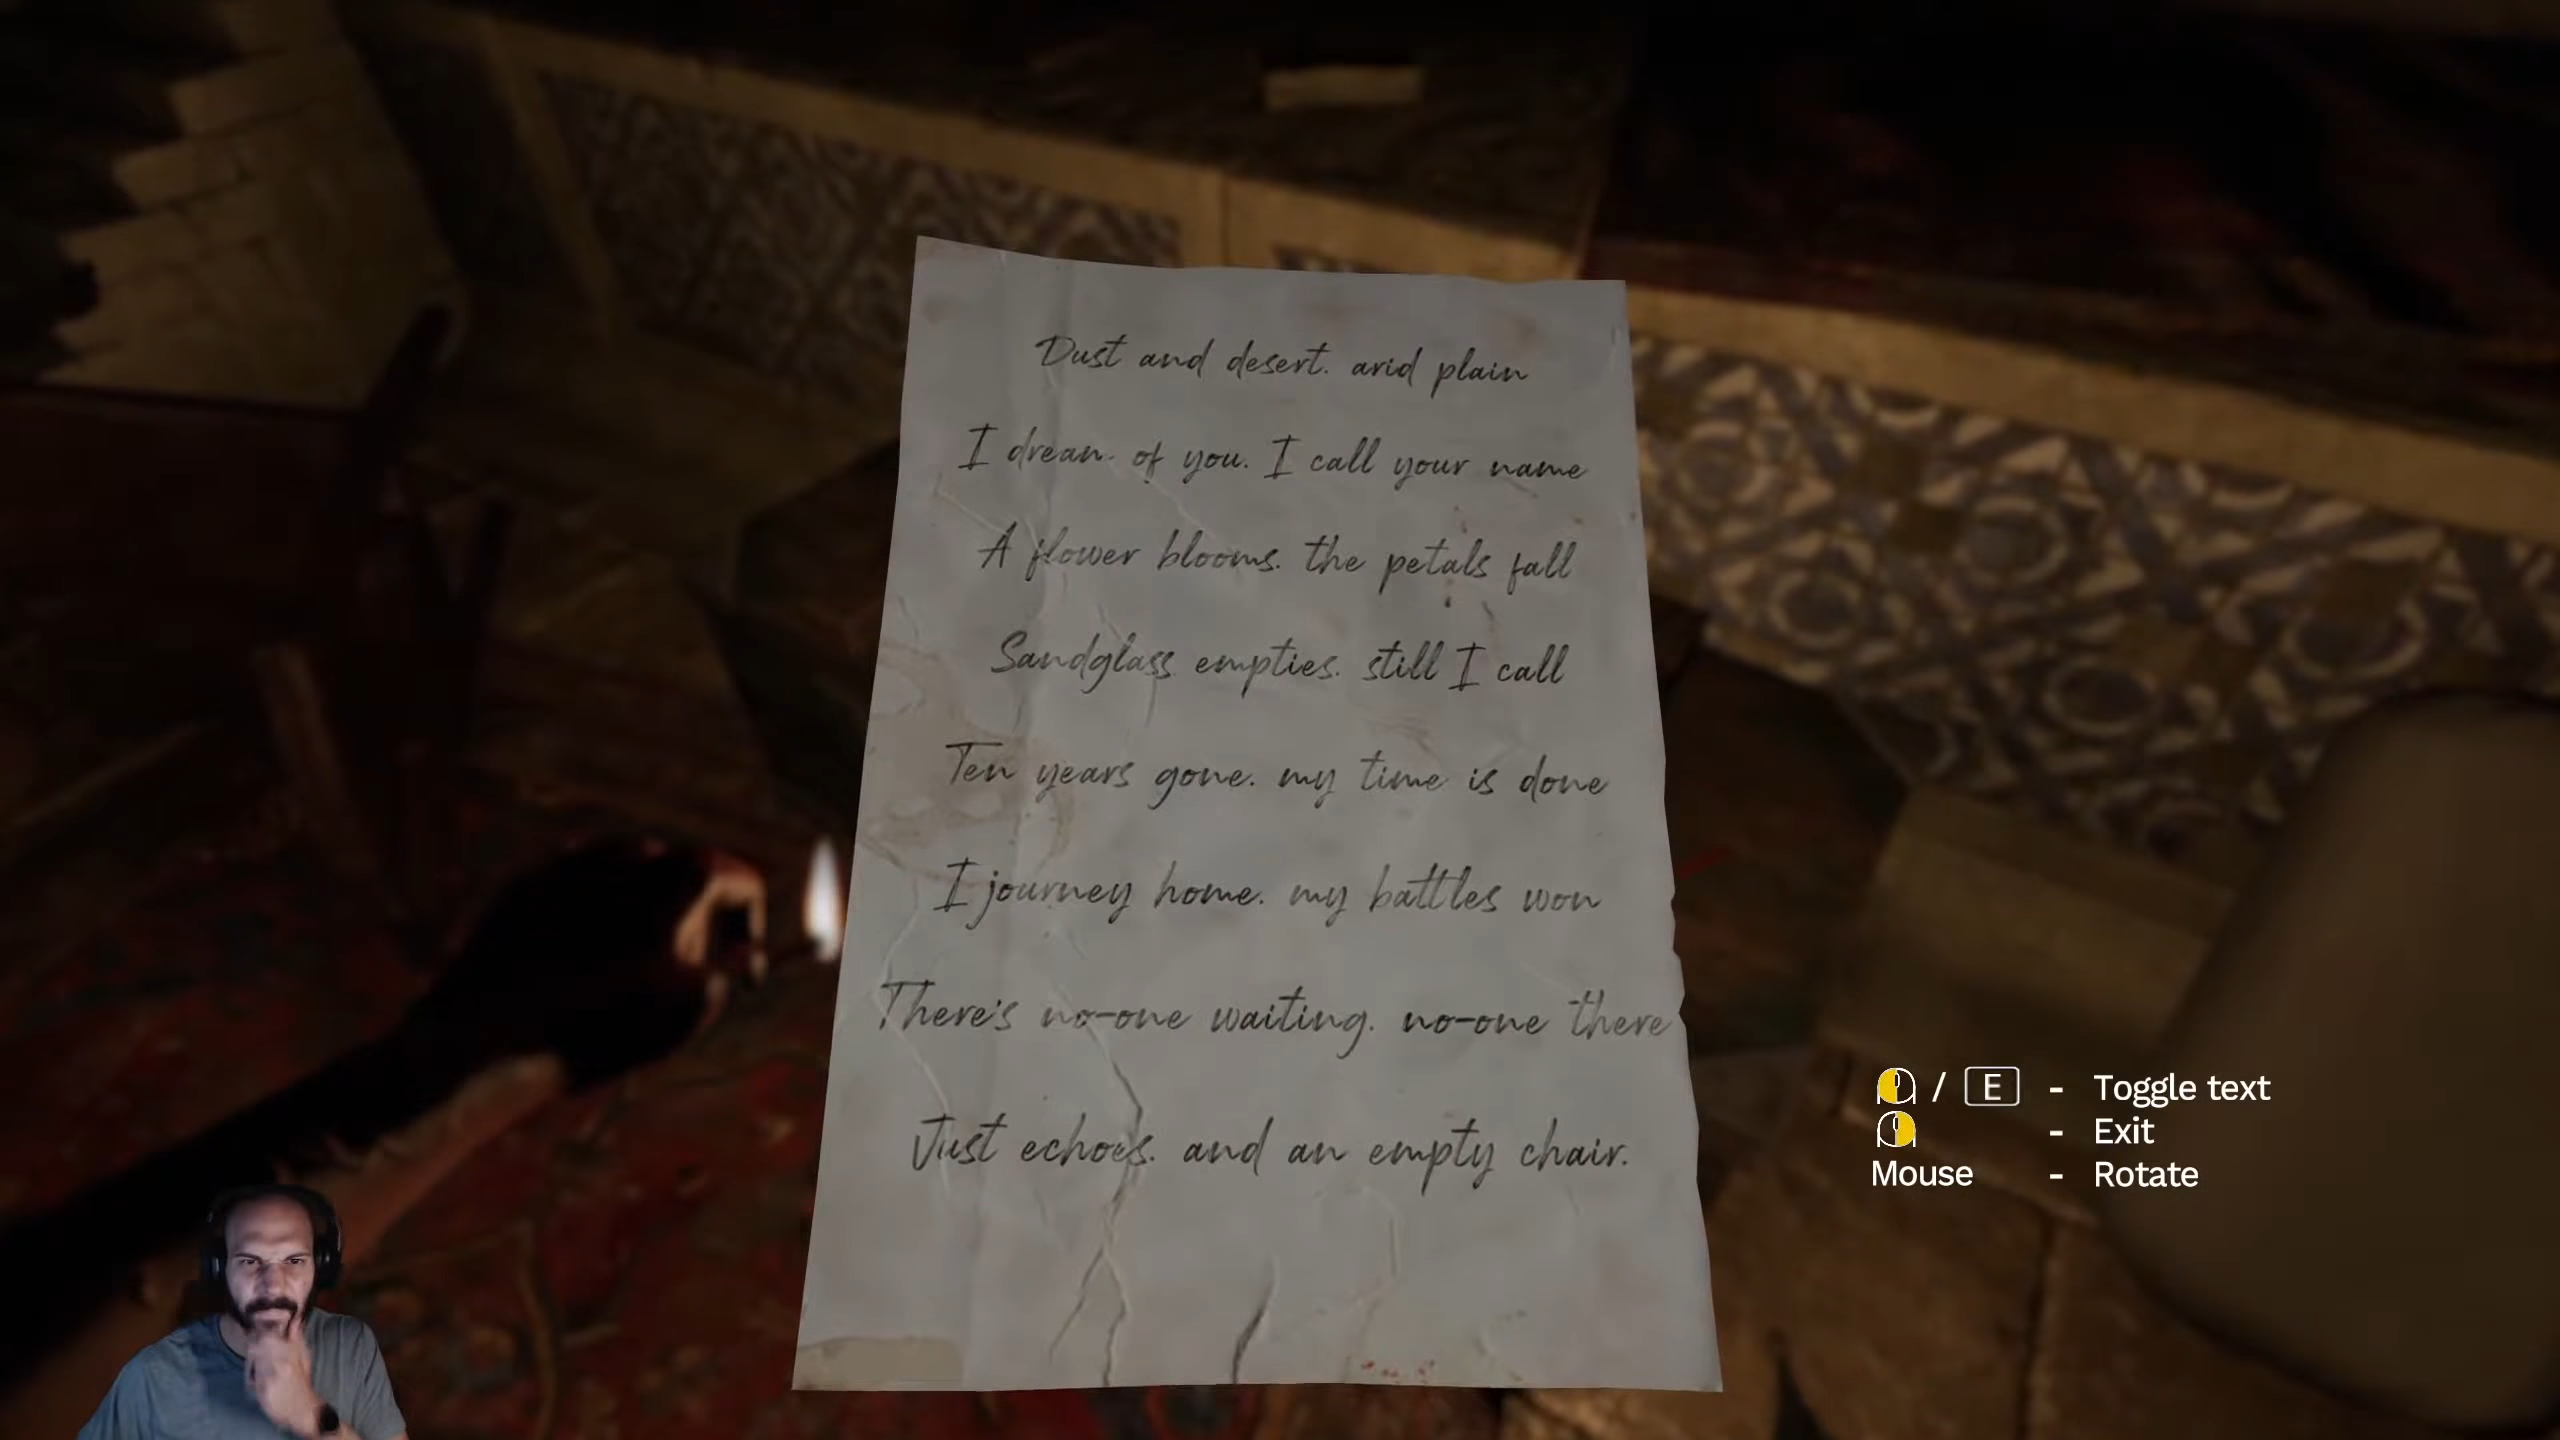 Dust and desert. arid plain
I dream of you. I call your name
A flower blooms. the petals fall
Sandglass empties. still I call
Ten years gone. my time is done
I journey home. my battles won
There's no-one waiting. no-one there
Just echoes. and an empty chair.
/ E - Toggle text
- Exit
Mouse - Rotate